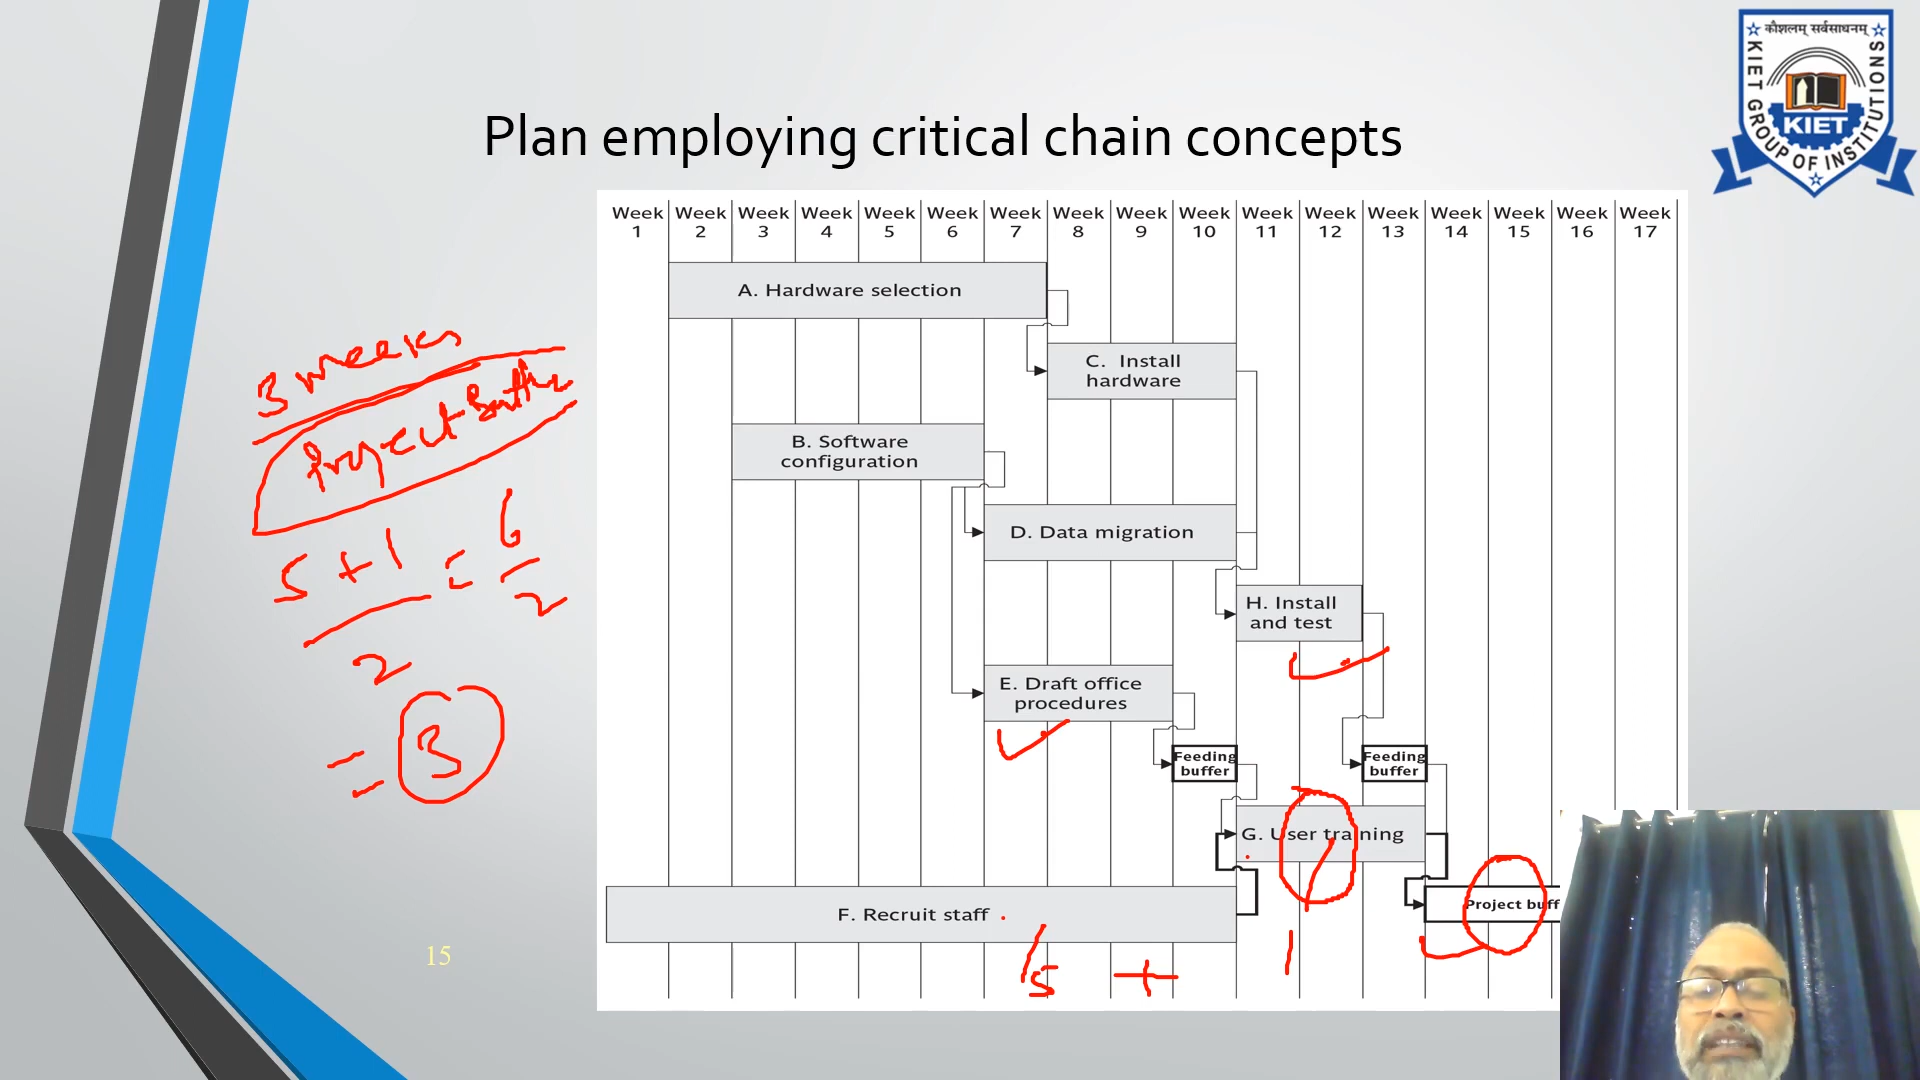 कौशलम् सर्वसाधनम्
KIET GROUP OF INSTITUTIONS
KIET
Plan employing critical chain concepts
Week 1 Week 2 Week 3 Week 4 Week 5 Week 6 Week 7 Week 8 Week 9 Week 10 Week 11 Week 12 Week 13 Week 14 Week 15 Week 16 Week 17
A. Hardware selection
C. Install
hardware
B. Software
configuration
D. Data migration
H. Install
and test
E. Draft office
procedures
Feeding
buffer
Feeding
buffer
G. User training
F. Recruit staff
Project buff
3 weeks
Project Buffer
5 + 1 = 6
2 2
= 3
5 + 1
15